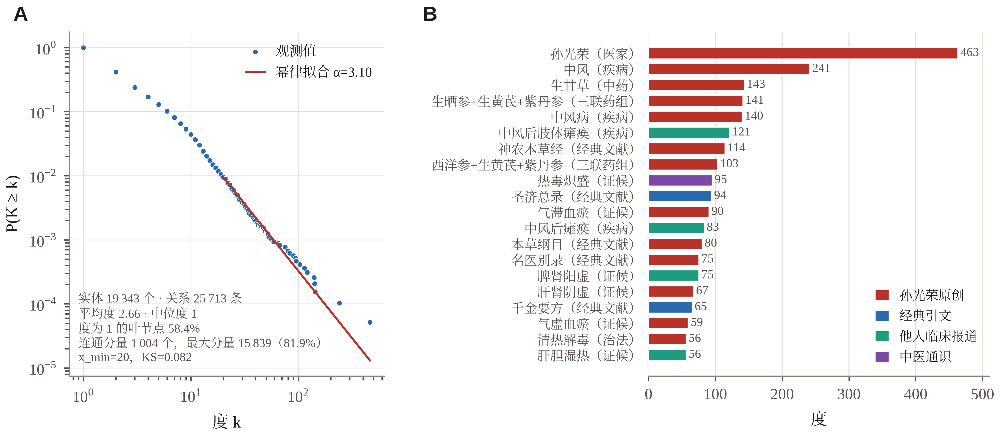 A
10⁰
10⁻¹
10⁻²
10⁻³
10⁻⁴
10⁻⁵
P(K ≥ k)
观测值
幂律拟合 α=3.10
实体 19 343 个 · 关系 25 713 条
平均度 2.66 · 中位度 1
度为 1 的叶节点 58.4%
连通分量 1 004 个，最大分量 15 839（81.9%）
x_min=20，KS=0.082
10⁰ 10¹ 10²
度 k
B
孙光荣（医家） 463
中风（疾病） 241
生甘草（中药） 143
生晒参+生黄芪+紫丹参（三联药组） 141
中风病（疾病） 140
中风后肢体瘫痪（疾病） 121
神农本草经（经典文献） 114
西洋参+生黄芪+紫丹参（三联药组） 103
热毒炽盛（证候） 95
圣济总录（经典文献） 94
气滞血瘀（证候） 90
中风后瘫痪（疾病） 83
本草纲目（经典文献） 80
名医别录（经典文献） 75
脾肾阳虚（证候） 75
肝肾阴虚（证候） 67
千金要方（经典文献） 65
气虚血瘀（证候） 59
清热解毒（治法） 56
肝胆湿热（证候） 56
孙光荣原创
经典引文
他人临床报道
中医通识
0 100 200 300 400 500
度